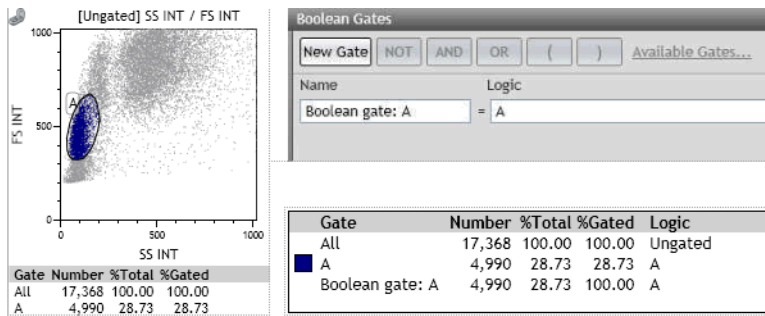 [Ungated] SS INT / FS INT
1000
500
0
FS INT
A
0 500 1000
SS INT
Gate Number %Total %Gated
All 17,368 100.00 100.00
A 4,990 28.73 28.73
Boolean Gates
New Gate NOT AND OR ( ) Available Gates...
Name Logic
Boolean gate: A = A
Gate Number %Total %Gated Logic
All 17,368 100.00 100.00 Ungated
A 4,990 28.73 28.73 A
Boolean gate: A 4,990 28.73 100.00 A